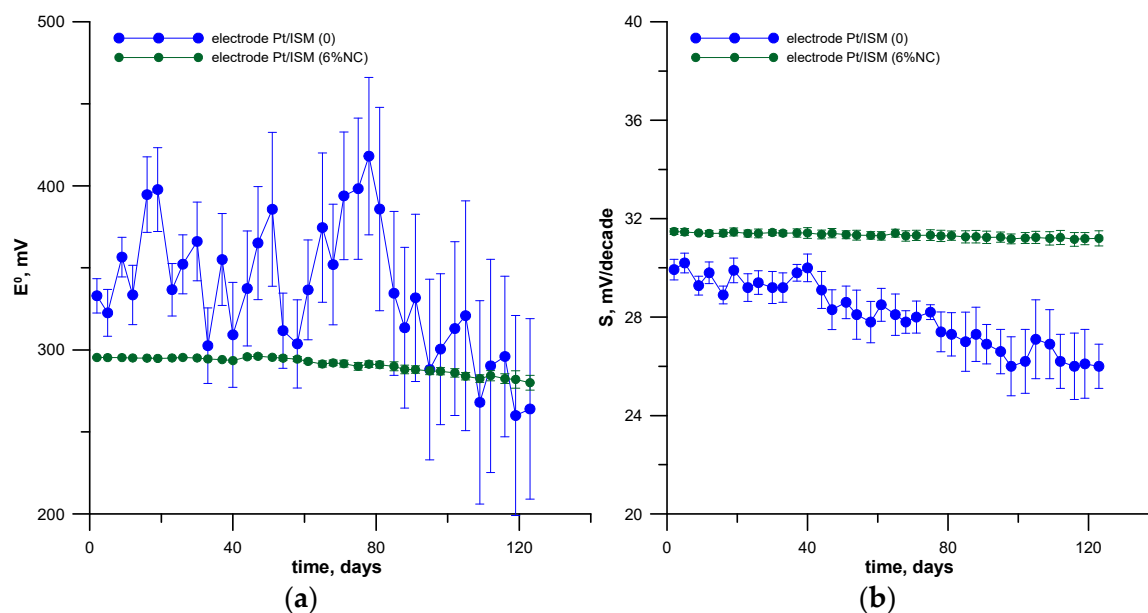 500
electrode Pt/ISM (0)
electrode Pt/ISM (6%NC)
400
E⁰, mV
300
200
0 40 80 120
time, days
(a)
40
electrode Pt/ISM (0)
electrode Pt/ISM (6%NC)
36
32
S, mV/decade
28
24
20
0 40 80 120
time, days
(b)